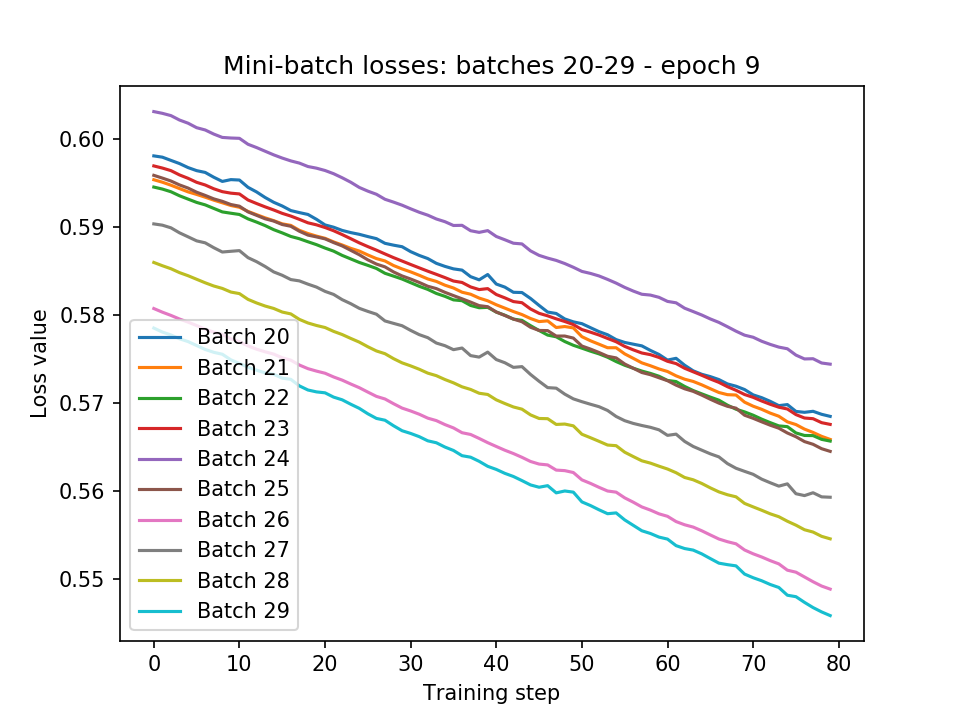 Mini-batch losses: batches 20-29 - epoch 9
Loss value
0.60
0.59
0.58
0.57
0.56
0.55
Batch 20
Batch 21
Batch 22
Batch 23
Batch 24
Batch 25
Batch 26
Batch 27
Batch 28
Batch 29
0 10 20 30 40 50 60 70 80
Training step